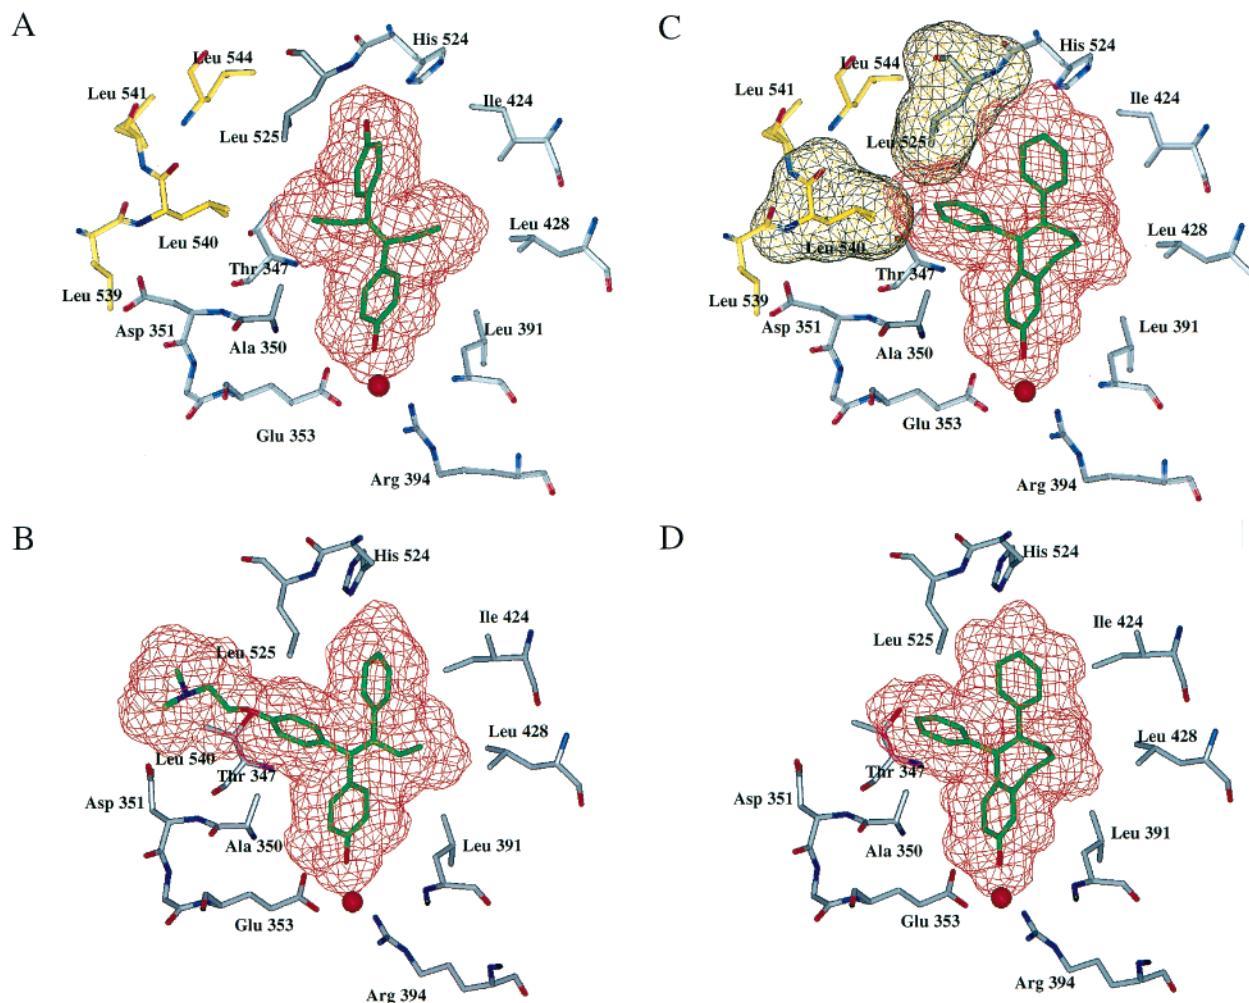 A
His 524
Leu 544
Leu 541
Leu 525
Ile 424
Leu 428
Leu 540
Thr 347
Leu 539
Asp 351
Ala 350
Leu 391
Glu 353
Arg 394
C
His 524
Leu 544
Leu 541
Ile 424
Leu 525
Leu 428
Leu 540
Thr 347
Leu 539
Asp 351
Leu 391
Ala 350
Glu 353
Arg 394
B
His 524
Ile 424
Leu 525
Leu 428
Leu 540
Thr 347
Asp 351
Ala 350
Leu 391
Glu 353
Arg 394
D
His 524
Ile 424
Leu 525
Leu 428
Thr 347
Asp 351
Ala 350
Leu 391
Glu 353
Arg 394